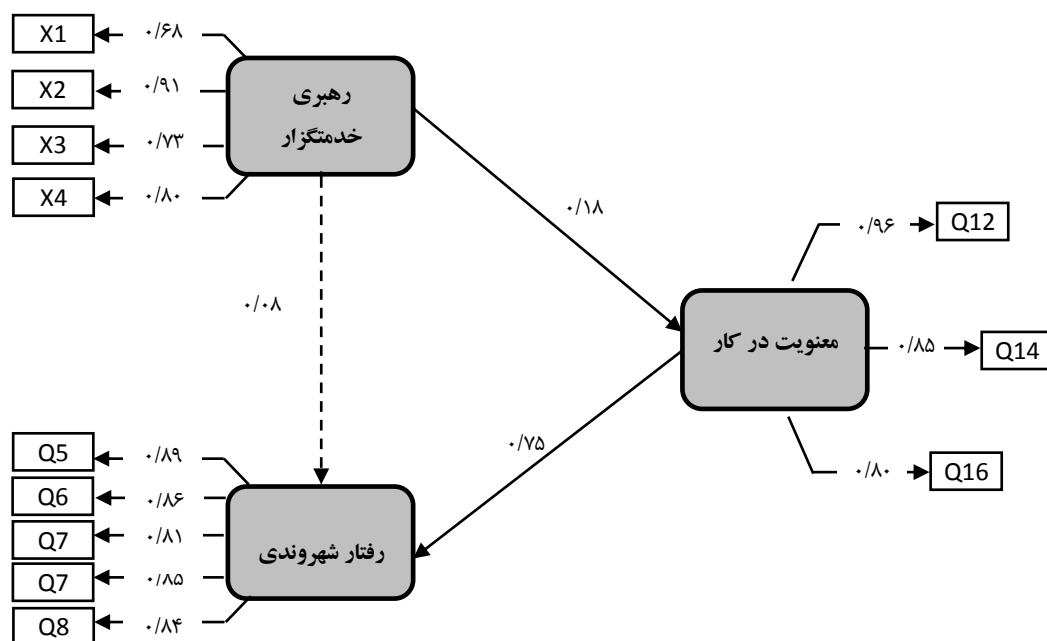 X1
۰/۶۸
X2
۰/۹۱
X3
۰/۷۳
X4
۰/۸۰
رهبری
خدمتگزار
۰/۱۸
۰/۰۸
۰/۹۶
Q12
معنویت در کار
۰/۸۵
Q14
۰/۸۰
Q16
۰/۷۵
Q5
۰/۸۹
Q6
۰/۸۶
Q7
۰/۸۱
Q7
۰/۸۵
Q8
۰/۸۴
رفتار شهروندی